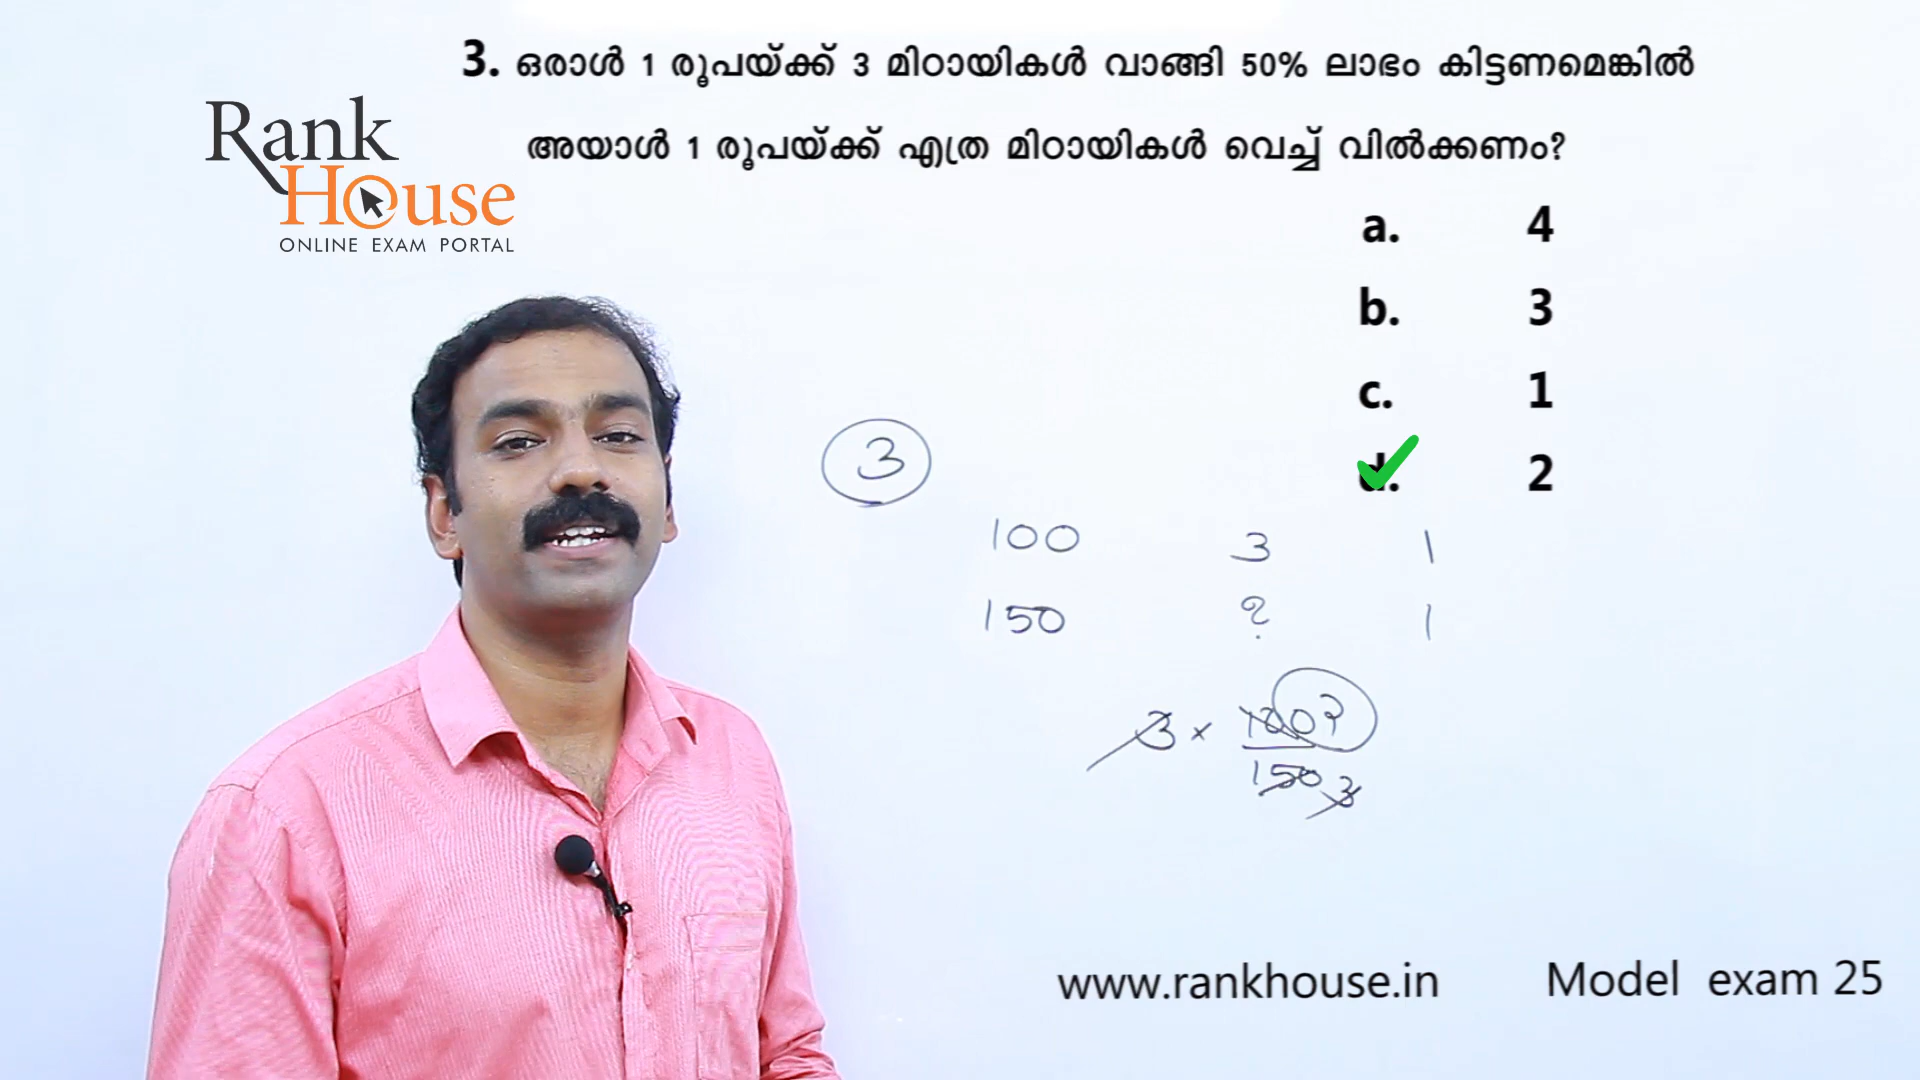 3. ഒരാൾ 1 രൂപയ്ക്ക് 3 മിഠായികൾ വാങ്ങി 50% ലാഭം കിട്ടണമെങ്കിൽ
അയാൾ 1 രൂപയ്ക്ക് എത്ര മിഠായികൾ വെച്ച് വിൽക്കണം?
Rank
House
ONLINE EXAM PORTAL
a. 4
b. 3
c. 1
d. 2
3
100 3 1
150 ? 1
3 × 100 2
150 3
www.rankhouse.in Model exam 25